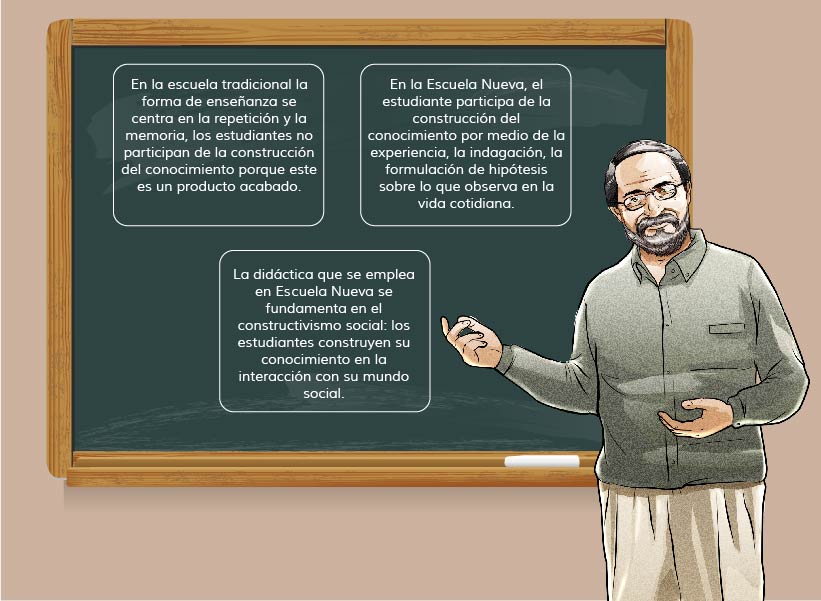 En la escuela tradicional la
forma de enseñanza se
centra en la repetición y la
memoria, los estudiantes no
participan de la construcción
del conocimiento porque este
es un producto acabado.
En la Escuela Nueva, el
estudiante participa de la
construcción del
conocimiento por medio de la
experiencia, la indagación, la
formulación de hipótesis
sobre lo que observa en la
vida cotidiana.
La didáctica que se emplea
en Escuela Nueva se
fundamenta en el
constructivismo social: los
estudiantes construyen su
conocimiento en la
interacción con su mundo
social.